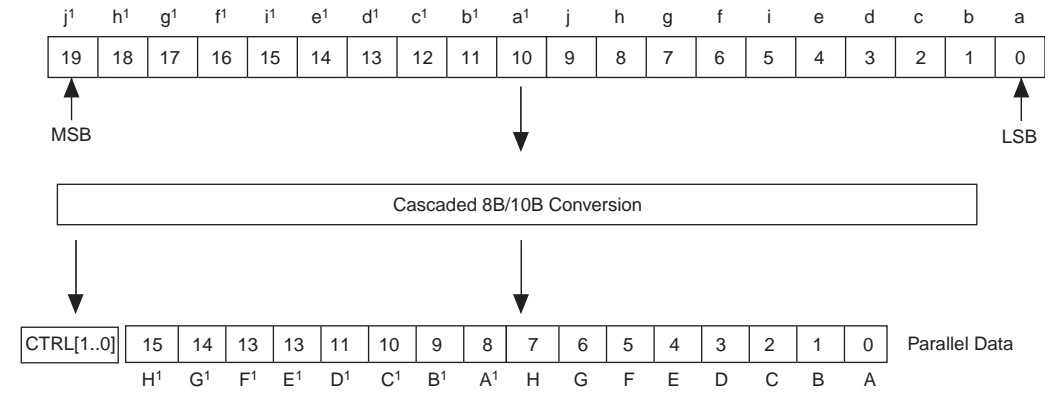 j¹ h¹ g¹ f¹ i¹ e¹ d¹ c¹ b¹ a¹ j h g f i e d c b a
19 18 17 16 15 14 13 12 11 10 9 8 7 6 5 4 3 2 1 0
MSB LSB
Cascaded 8B/10B Conversion
CTRL[1..0] 15 14 13 13 11 10 9 8 7 6 5 4 3 2 1 0 Parallel Data
H¹ G¹ F¹ E¹ D¹ C¹ B¹ A¹ H G F E D C B A